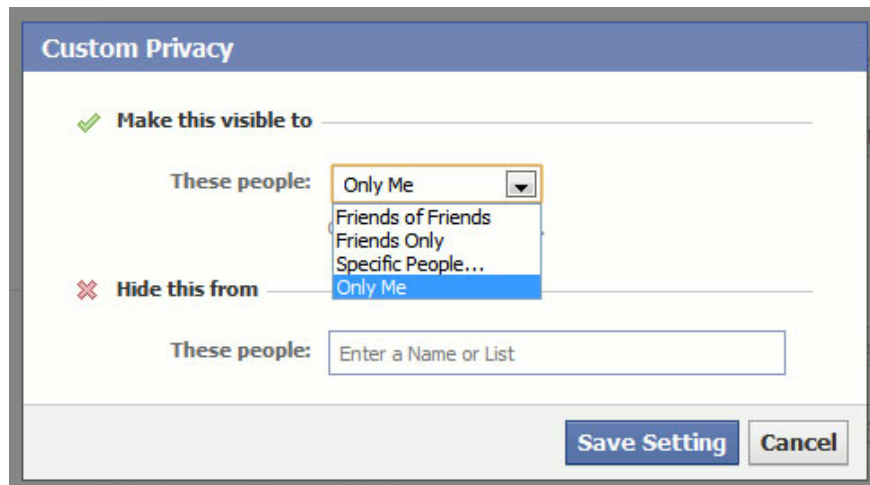 Custom Privacy
Make this visible to
These people: Only Me
Friends of Friends
Friends Only
Specific People...
Only Me
Hide this from
These people: Enter a Name or List
Save Setting Cancel